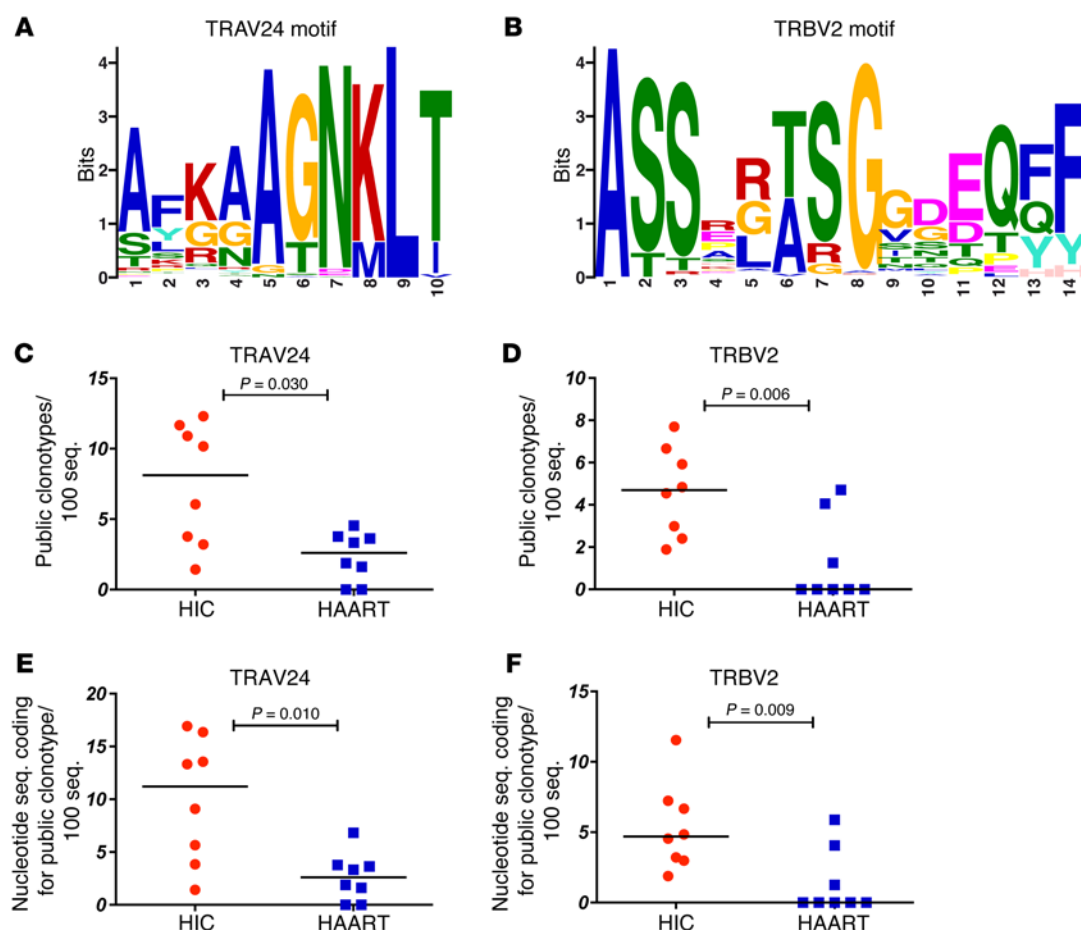 A
TRAV24 motif
Bits
4
3
2
1
0
1 2 3 4 5 6 7 8 9 10
B
TRBV2 motif
Bits
4
3
2
1
0
1 2 3 4 5 6 7 8 9 10 11 12 13 14
C
TRAV24
Public clonotypes/
100 seq.
15
10
5
0
P = 0.030
HIC HAART
D
TRBV2
Public clonotypes/
100 seq.
10
8
6
4
2
0
P = 0.006
HIC HAART
E
TRAV24
Nucleotide seq. coding
for public clonotype/
100 seq.
20
15
10
5
0
P = 0.010
HIC HAART
F
TRBV2
Nucleotide seq. coding
for public clonotype/
100 seq.
15
10
5
0
P = 0.009
HIC HAART